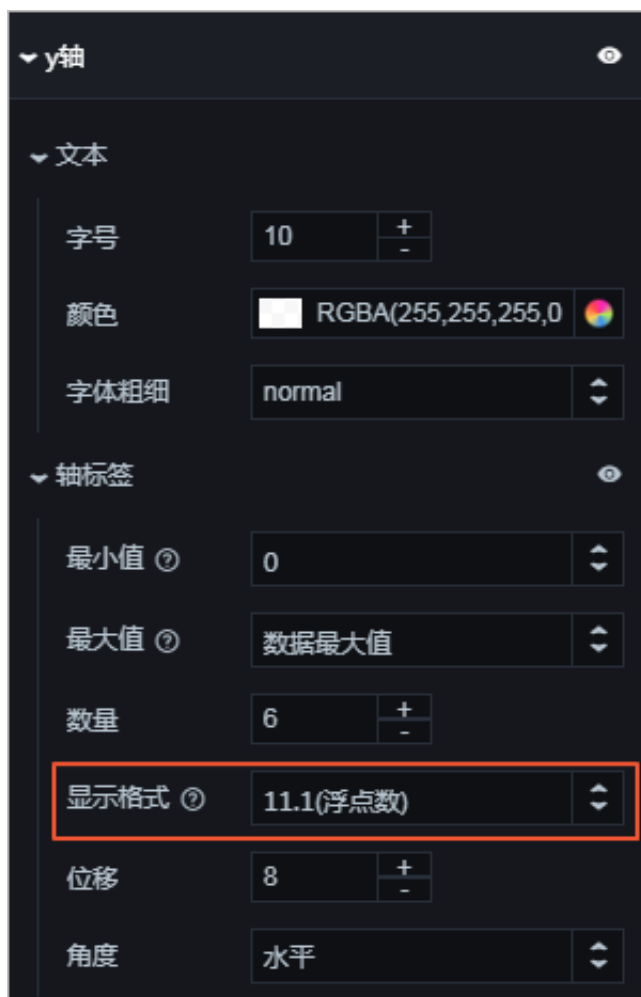 y轴
文本
字号 10 + -
颜色 RGBA(255,255,255,0
字体粗细 normal
轴标签
最小值 ? 0
最大值 ? 数据最大值
数量 6 + -
显示格式 ? 11.1(浮点数)
位移 8 + -
角度 水平